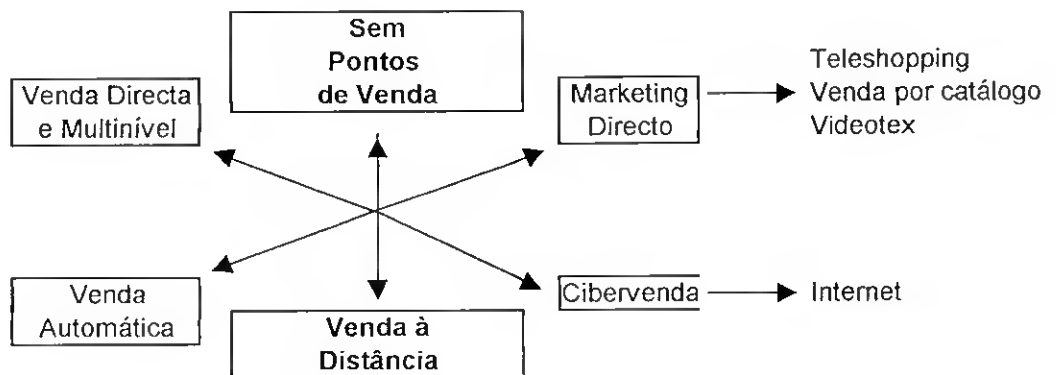 Sem
Pontos
de Venda
Venda Directa
e Multinível
Marketing
Directo
Teleshopping
Venda por catálogo
Videotex
Venda
Automática
Venda à
Distância
Cibervenda
Internet